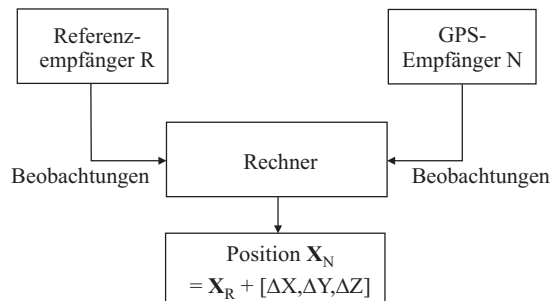 Referenz-
empfänger R
GPS-
Empfänger N
Rechner
Beobachtungen
Beobachtungen
Position X_N
= X_R + [ΔX,ΔY,ΔZ]